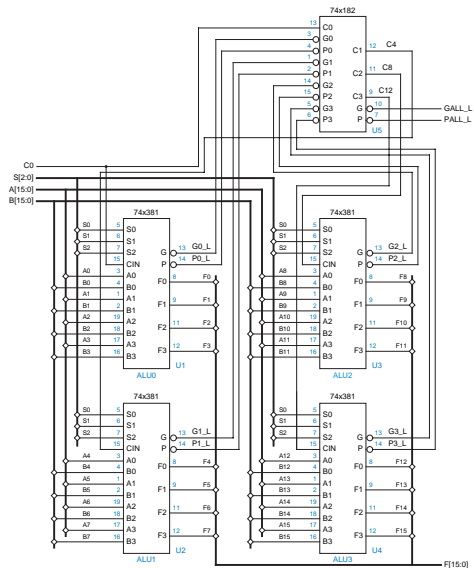 74x182
13 C0
3 G0
4 P0
1 G1
2 P1
14 G2
15 P2
5 G3
6 P3
C1 12 C4
C2 11 C8
C3 9 C12
G 10 GALL_L
P 7 PALL_L
U5
C0
S[2:0]
A[15:0]
B[15:0]
74x381
S0 5 S0
S1 6 S1
S2 7 S2
15 CIN
A0 3 A0
B0 4 B0
A1 1 A1
B1 2 B1
A2 19 A2
B2 18 B2
A3 17 A3
B3 16 B3
G 13 G0_L
P 14 P0_L
F0 8 F0
F1 9 F1
F2 11 F2
F3 12 F3
U1
ALU0
74x381
S0 5 S0
S1 6 S1
S2 7 S2
15 CIN
A8 3 A0
B8 4 B0
A9 1 A1
B9 2 B1
A10 19 A2
B10 18 B2
A11 17 A3
B11 16 B3
G 13 G2_L
P 14 P2_L
F0 8 F8
F1 9 F9
F2 11 F10
F3 12 F11
U3
ALU2
74x381
S0 5 S0
S1 6 S1
S2 7 S2
15 CIN
A4 3 A0
B4 4 B0
A5 1 A1
B5 2 B1
A6 19 A2
B6 18 B2
A7 17 A3
B7 16 B3
G 13 G1_L
P 14 P1_L
F0 8 F4
F1 9 F5
F2 11 F6
F3 12 F7
U2
ALU1
74x381
S0 5 S0
S1 6 S1
S2 7 S2
15 CIN
A12 3 A0
B12 4 B0
A13 1 A1
B13 2 B1
A14 19 A2
B14 18 B2
A15 17 A3
B15 16 B3
G 13 G3_L
P 14 P3_L
F0 8 F12
F1 9 F13
F2 11 F14
F3 12 F15
U4
ALU3
F[15:0]